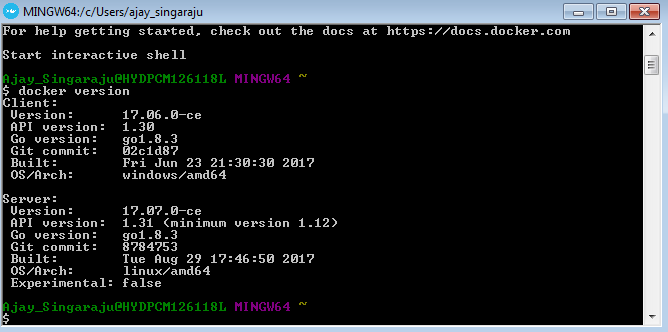 MINGW64:/c/Users/ajay_singaraju
For help getting started, check out the docs at https://docs.docker.com
Start interactive shell
Ajay_Singaraju@HYDPCM126118L MINGW64 ~
$ docker version
Client:
 Version:      17.06.0-ce
 API version:  1.30
 Go version:   go1.8.3
 Git commit:   02c1d87
 Built:        Fri Jun 23 21:30:30 2017
 OS/Arch:      windows/amd64
Server:
 Version:      17.07.0-ce
 API version:  1.31 (minimum version 1.12)
 Go version:   go1.8.3
 Git commit:   8784753
 Built:        Tue Aug 29 17:46:50 2017
 OS/Arch:      linux/amd64
 Experimental: false
Ajay_Singaraju@HYDPCM126118L MINGW64 ~
$